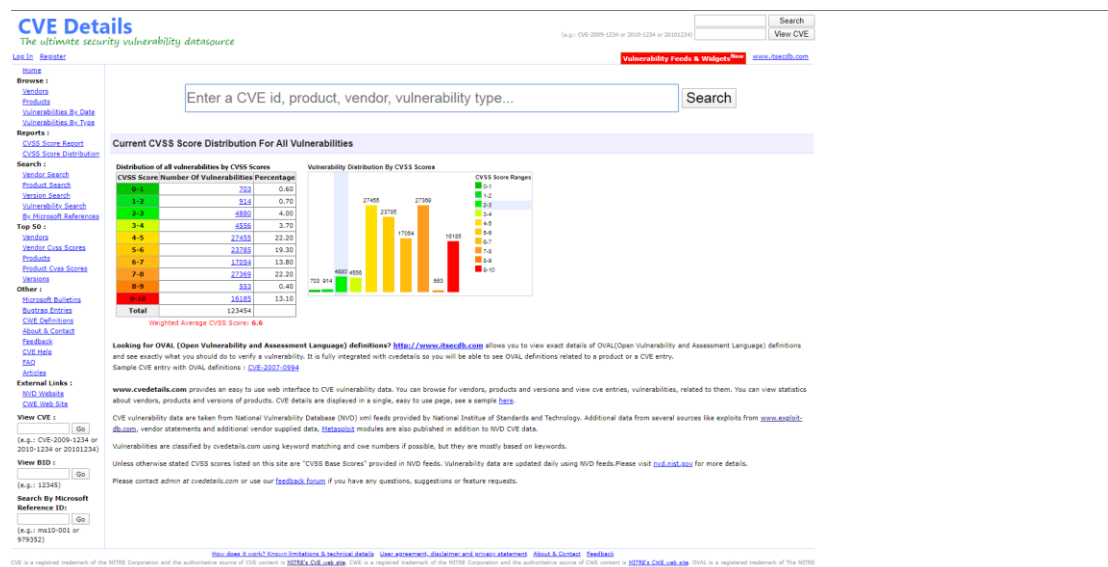 CVE Details
The ultimate security vulnerability datasource
Search
(e.g.: CVE-2009-1234 or 2010-1234 or 20101234)
View CVE
Log In Register
Vulnerability Feeds & Widgets New www.itsecdb.com
Home
Browse :
Vendors
Products
Vulnerabilities By Date
Vulnerabilities By Type
Reports :
CVSS Score Report
CVSS Score Distribution
Search :
Vendor Search
Product Search
Version Search
Vulnerability Search
By Microsoft References
Top 50 :
Vendors
Vendor Cvss Scores
Products
Product Cvss Scores
Versions
Other :
Microsoft Bulletins
Bugtraq Entries
CWE Definitions
About & Contact
Feedback
CVE Help
FAQ
Articles
External Links :
NVD Website
CWE Web Site
View CVE :
Go
(e.g.: CVE-2009-1234 or
2010-1234 or 20101234)
View BID :
Go
(e.g.: 12345)
Search By Microsoft
Reference ID:
Go
(e.g.: ms10-001 or
979352)
Enter a CVE id, product, vendor, vulnerability type...
Search
Current CVSS Score Distribution For All Vulnerabilities
Distribution of all vulnerabilities by CVSS Scores
CVSS Score Number Of Vulnerabilities Percentage
0-1 703 0.60
1-2 914 0.70
2-3 4880 4.00
3-4 4556 3.70
4-5 27455 22.20
5-6 23785 19.30
6-7 17054 13.80
7-8 27369 22.20
8-9 553 0.40
9-10 16185 13.10
Total 123454
Weighted Average CVSS Score: 6.6
Vulnerability Distribution By CVSS Scores
703 914 4880 4556 27455 23785 17054 27369 553 16185
CVSS Score Ranges
0-1
1-2
2-3
3-4
4-5
5-6
6-7
7-8
8-9
9-10
Looking for OVAL (Open Vulnerability and Assessment Language) definitions? http://www.itsecdb.com allows you to view exact details of OVAL(Open Vulnerability and Assessment Language) definitions
and see exactly what you should do to verify a vulnerability. It is fully integrated with cvedetails so you will be able to see OVAL definitions related to a product or a CVE entry.
Sample CVE entry with OVAL definitions : CVE-2007-0994
www.cvedetails.com provides an easy to use web interface to CVE vulnerability data. You can browse for vendors, products and versions and view cve entries, vulnerabilities, related to them. You can view statistics
about vendors, products and versions of products. CVE details are displayed in a single, easy to use page, see a sample here.
CVE vulnerability data are taken from National Vulnerability Database (NVD) xml feeds provided by National Institue of Standards and Technology. Additional data from several sources like exploits from www.exploit-
db.com, vendor statements and additional vendor supplied data, Metasploit modules are also published in addition to NVD CVE data.
Vulnerabilities are classified by cvedetails.com using keyword matching and cwe numbers if possible, but they are mostly based on keywords.
Unless otherwise stated CVSS scores listed on this site are "CVSS Base Scores" provided in NVD feeds. Vulnerability data are updated daily using NVD feeds.Please visit nvd.nist.gov for more details.
Please contact admin at cvedetails.com or use our feedback forum if you have any questions, suggestions or feature requests.
How does it work? Known limitations & technical details User agreement, disclaimer and privacy statement About & Contact Feedback
CVE is a registred trademark of the MITRE Corporation and the authoritative source of CVE content is MITRE's CVE web site. CWE is a registred trademark of the MITRE Corporation and the authoritative source of CWE content is MITRE's CWE web site. OVAL is a registered trademark of The MITRE